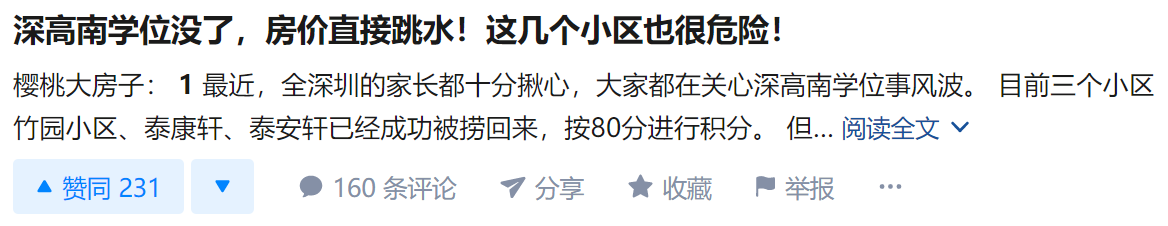 深高南学位没了，房价直接跳水！这几个小区也很危险！
樱桃大房子： 1 最近，全深圳的家长都十分揪心，大家都在关心深高南学位事风波。 目前三个小区
竹园小区、泰康轩、泰安轩已经成功被捞回来，按80分进行积分。 但... 阅读全文
赞同 231 160 条评论 分享 收藏 举报 ···